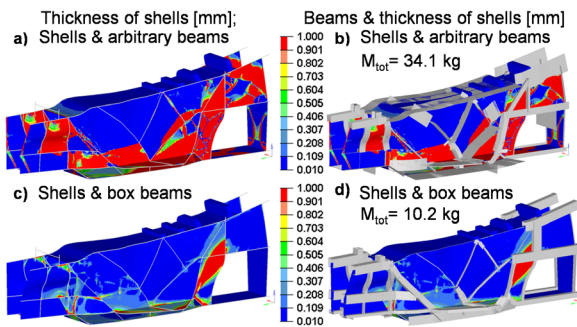 Thickness of shells [mm];
Beams & thickness of shells [mm]
a) Shells & arbitrary beams
b) Shells & arbitrary beams
Mtot = 34.1 kg
1.000
0.901
0.802
0.703
0.604
0.505
0.406
0.307
0.208
0.109
0.010
c) Shells & box beams
d) Shells & box beams
Mtot = 10.2 kg
1.000
0.901
0.802
0.703
0.604
0.505
0.406
0.307
0.208
0.109
0.010